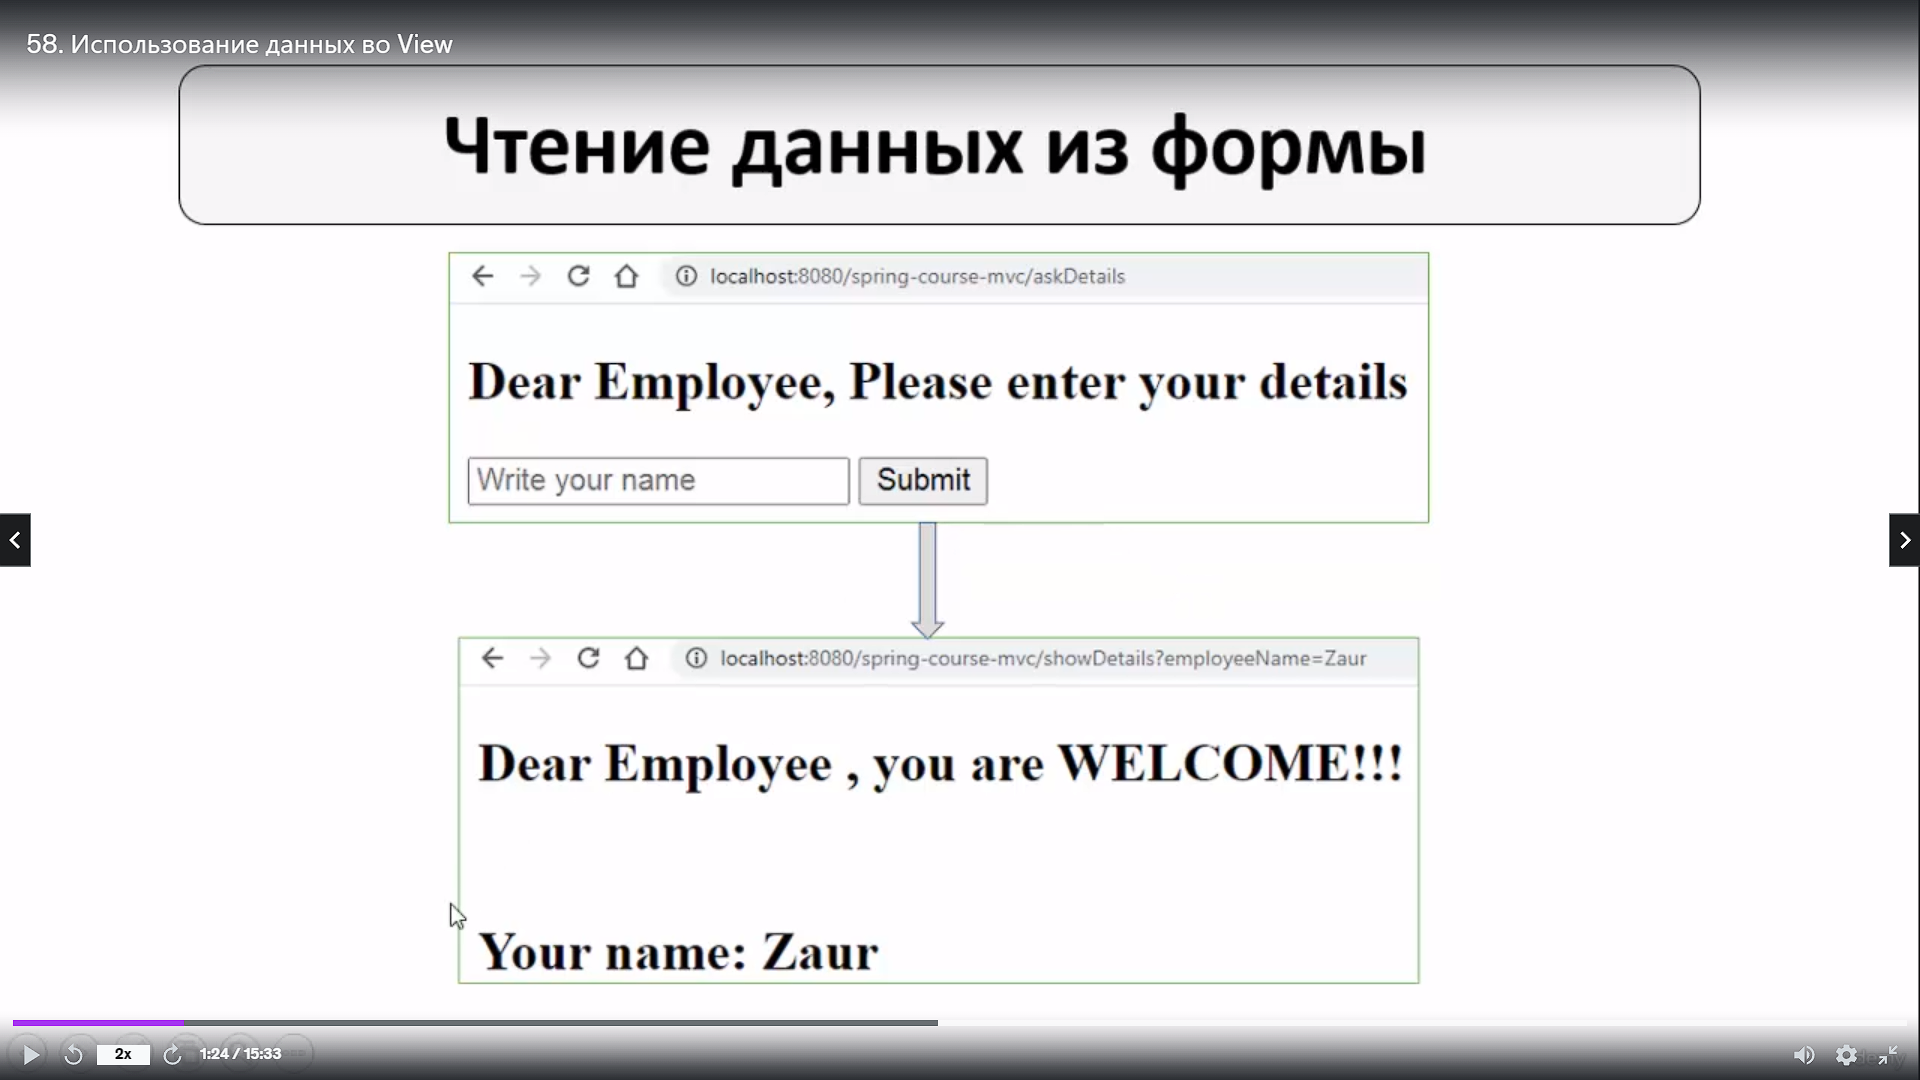 58. Использование данных во View
Чтение данных из формы
localhost:8080/spring-course-mvc/askDetails
Dear Employee, Please enter your details
Write your name Submit
localhost:8080/spring-course-mvc/showDetails?employeeName=Zaur
Dear Employee , you are WELCOME!!!
Your name: Zaur
2x 1:24 / 15:33